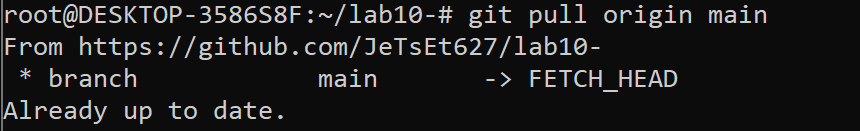 root@DESKTOP-3586S8F:~/lab10-# git pull origin main
From https://github.com/JeTsEt627/lab10-
 * branch            main       -> FETCH_HEAD
Already up to date.